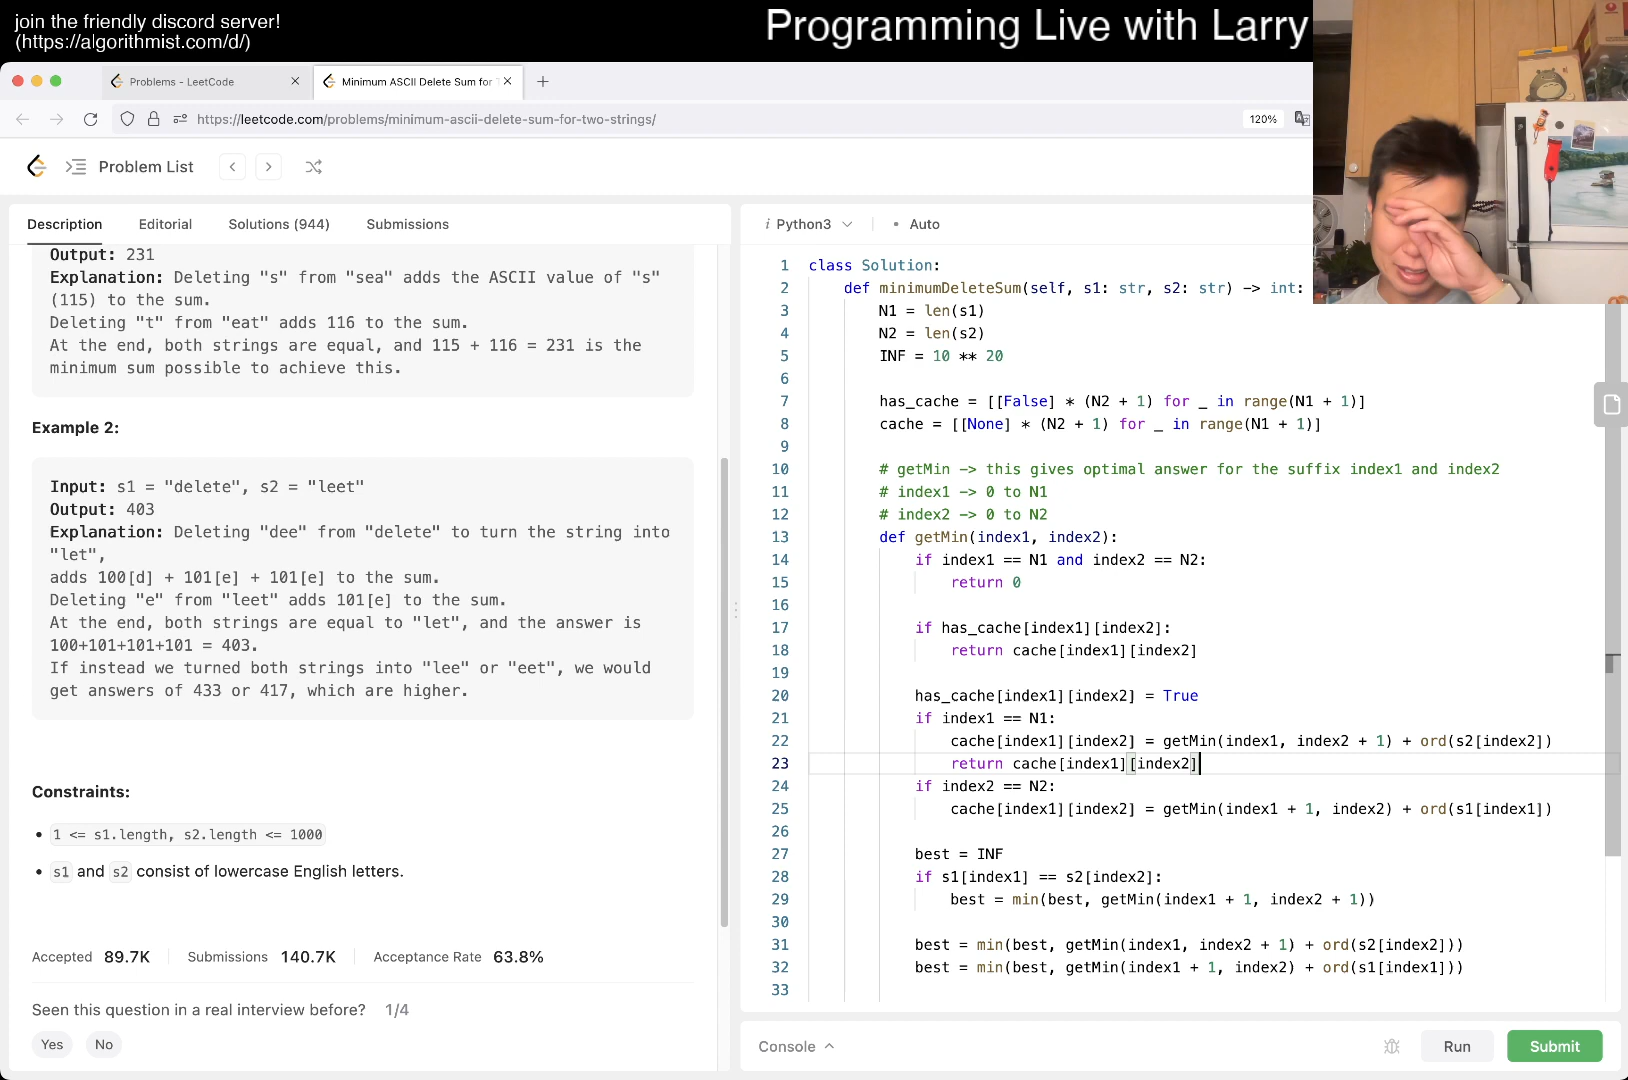 join the friendly discord server!
(https://algorithmist.com/d/)
Programming Live with Larry
Problems - LeetCode
Minimum ASCII Delete Sum for
https://leetcode.com/problems/minimum-ascii-delete-sum-for-two-strings/
120%
Problem List
Description
Editorial
Solutions (944)
Submissions
Output: 231
Explanation: Deleting "s" from "sea" adds the ASCII value of "s"
(115) to the sum.
Deleting "t" from "eat" adds 116 to the sum.
At the end, both strings are equal, and 115 + 116 = 231 is the
minimum sum possible to achieve this.
Example 2:
Input: s1 = "delete", s2 = "leet"
Output: 403
Explanation: Deleting "dee" from "delete" to turn the string into
"let",
adds 100[d] + 101[e] + 101[e] to the sum.
Deleting "e" from "leet" adds 101[e] to the sum.
At the end, both strings are equal to "let", and the answer is
100+101+101+101 = 403.
If instead we turned both strings into "lee" or "eet", we would
get answers of 433 or 417, which are higher.
Constraints:
• 1 <= s1.length, s2.length <= 1000
• s1 and s2 consist of lowercase English letters.
Accepted 89.7K
Submissions 140.7K
Acceptance Rate 63.8%
Seen this question in a real interview before? 1/4
Yes
No
i Python3
Auto
1 class Solution:
2 def minimumDeleteSum(self, s1: str, s2: str) -> int:
3 N1 = len(s1)
4 N2 = len(s2)
5 INF = 10 ** 20
6
7 has_cache = [[False] * (N2 + 1) for _ in range(N1 + 1)]
8 cache = [[None] * (N2 + 1) for _ in range(N1 + 1)]
9
10 # getMin -> this gives optimal answer for the suffix index1 and index2
11 # index1 -> 0 to N1
12 # index2 -> 0 to N2
13 def getMin(index1, index2):
14 if index1 == N1 and index2 == N2:
15 return 0
16
17 if has_cache[index1][index2]:
18 return cache[index1][index2]
19
20 has_cache[index1][index2] = True
21 if index1 == N1:
22 cache[index1][index2] = getMin(index1, index2 + 1) + ord(s2[index2])
23 return cache[index1][index2]
24 if index2 == N2:
25 cache[index1][index2] = getMin(index1 + 1, index2) + ord(s1[index1])
26
27 best = INF
28 if s1[index1] == s2[index2]:
29 best = min(best, getMin(index1 + 1, index2 + 1))
30
31 best = min(best, getMin(index1, index2 + 1) + ord(s2[index2]))
32 best = min(best, getMin(index1 + 1, index2) + ord(s1[index1]))
33
Console
Run
Submit